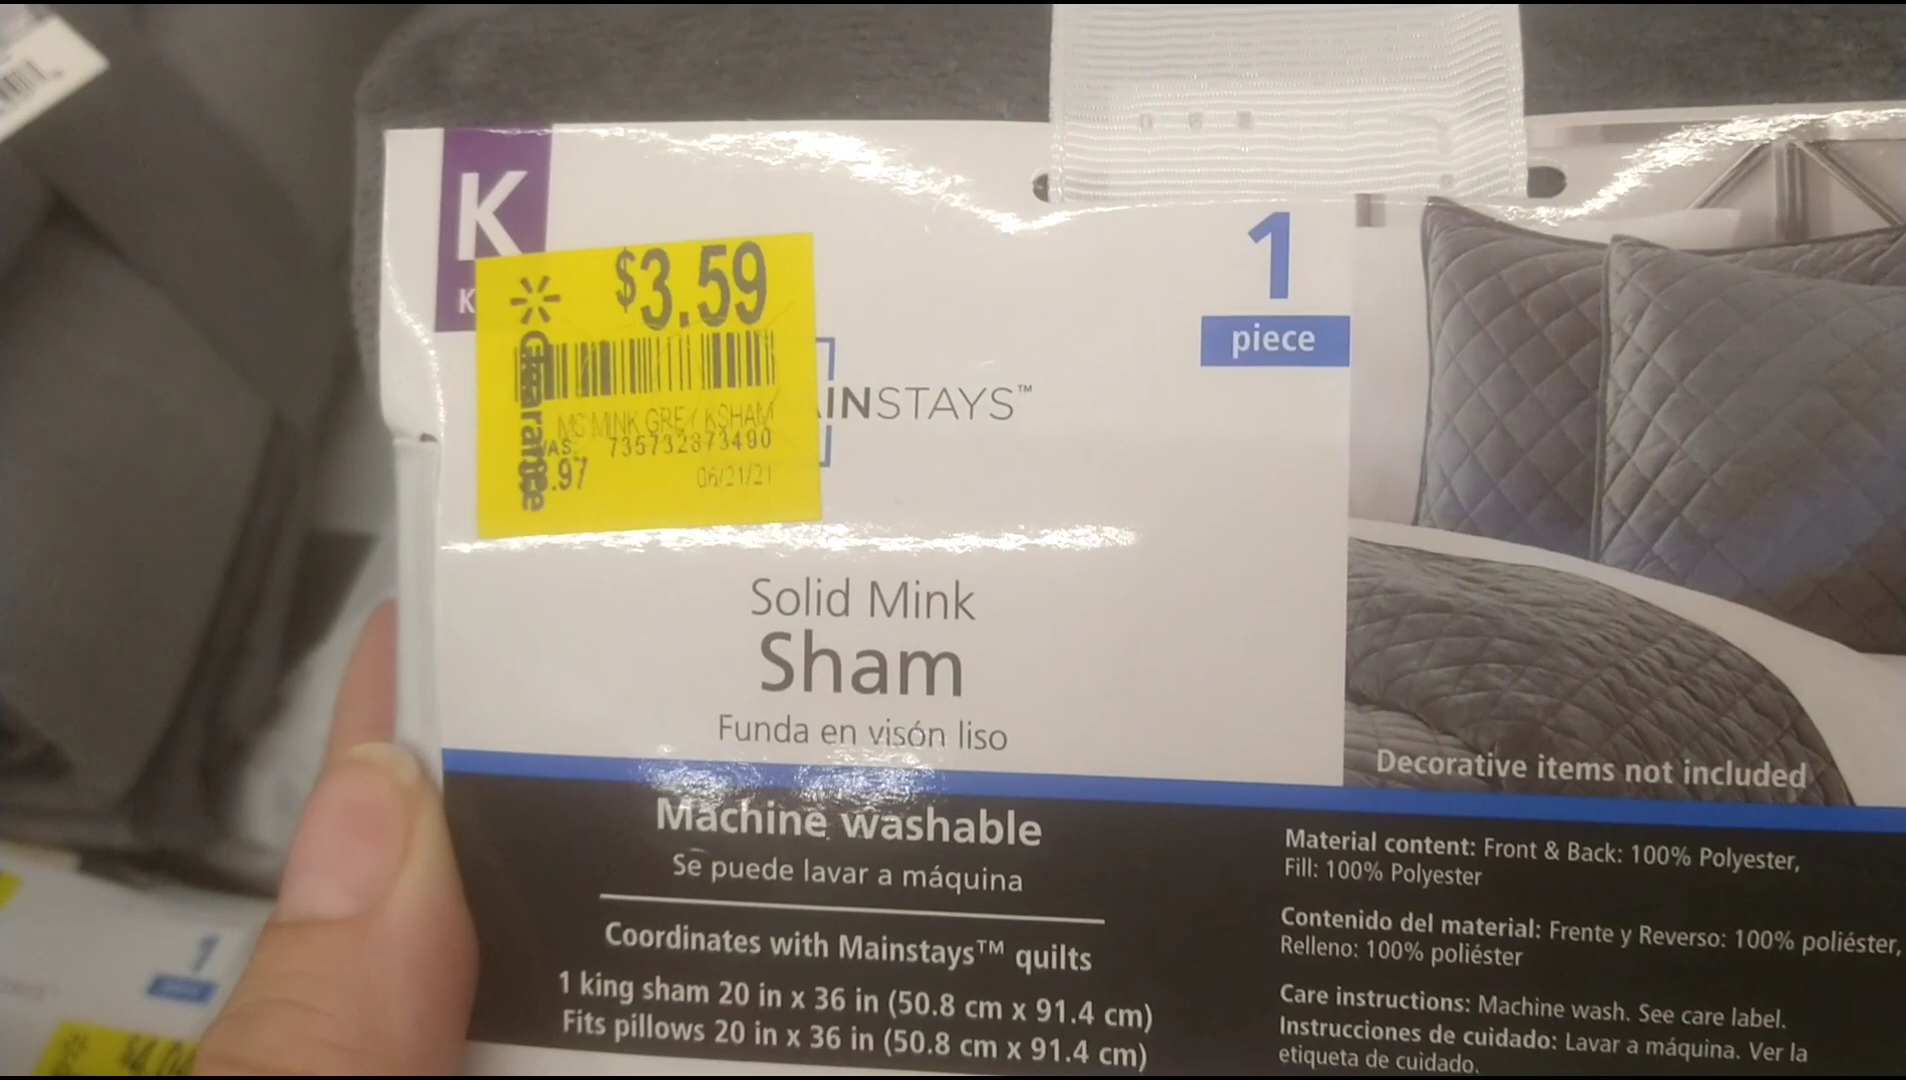 K
K
$3.59
Clearance
MS MINK GREY KSHAM
WAS 735732873490
.97 06/21/21
AINSTAYS™
1
piece
Solid Mink
Sham
Funda en visón liso
Decorative items not included
Machine washable
Se puede lavar a máquina
Coordinates with Mainstays™ quilts
1 king sham 20 in x 36 in (50.8 cm x 91.4 cm)
Fits pillows 20 in x 36 in (50.8 cm x 91.4 cm)
Material content: Front & Back: 100% Polyester,
Fill: 100% Polyester
Contenido del material: Frente y Reverso: 100% poliéster,
Relleno: 100% poliéster
Care instructions: Machine wash. See care label.
Instrucciones de cuidado: Lavar a máquina. Ver la
etiqueta de cuidado.
1